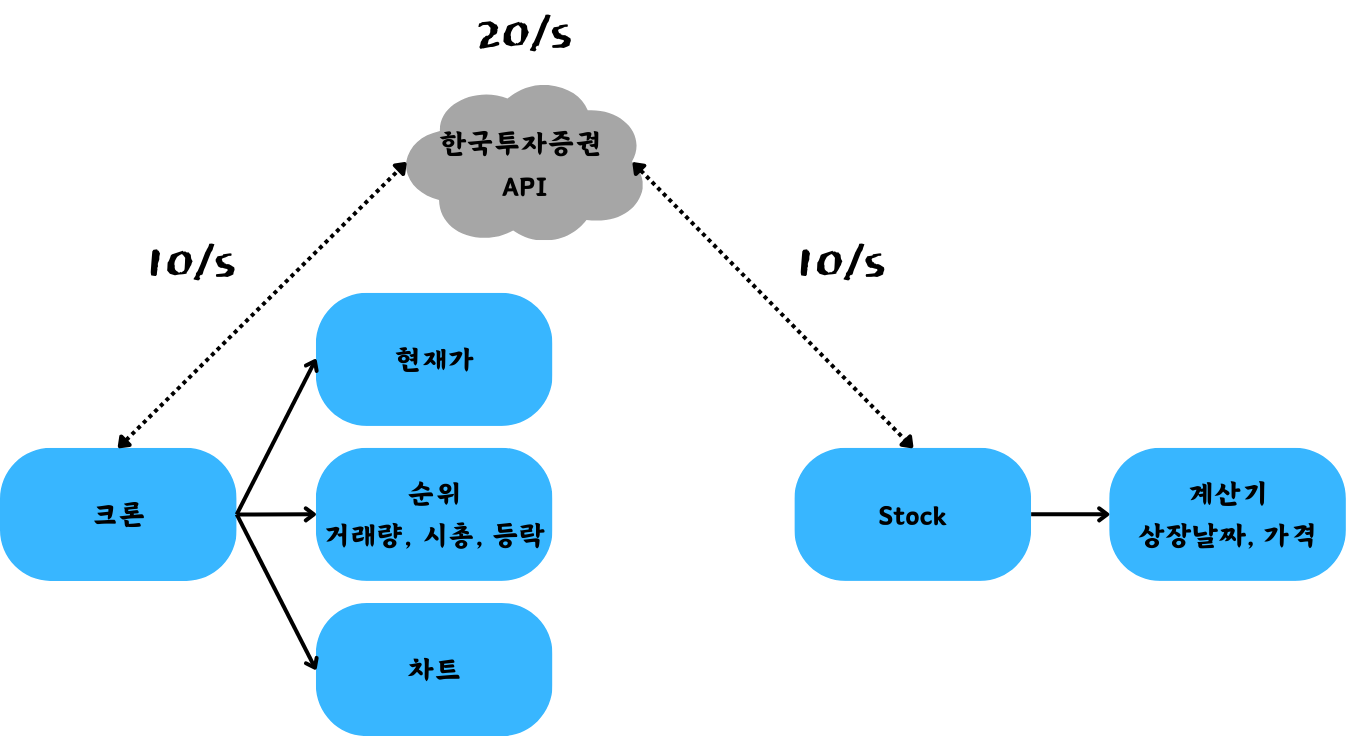 20/s
한국투자증권
API
10/s
10/s
현재가
크론
순위
거래량, 시총, 등락
차트
Stock
계산기
상장날짜, 가격